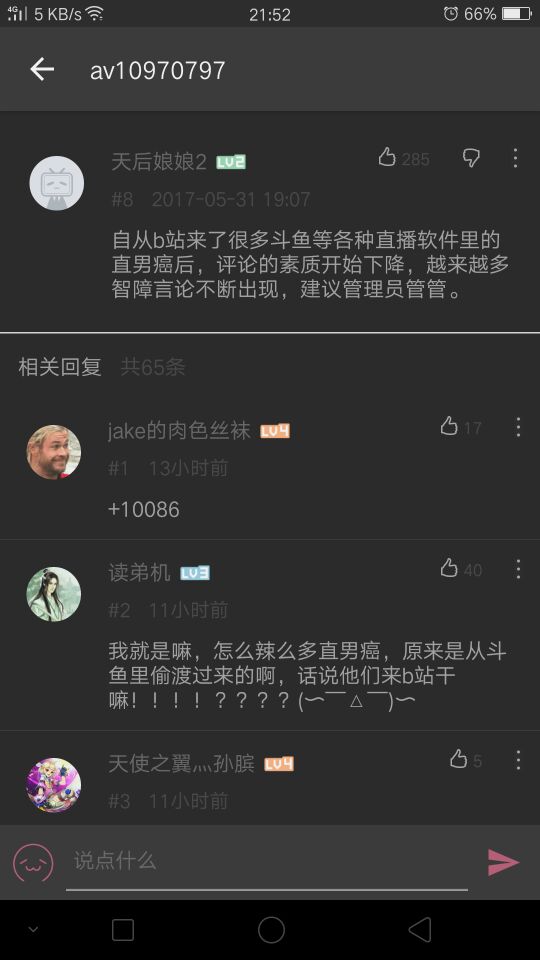 4G 5 KB/s 21:52 66%
av10970797
天后娘娘2 LV2 285
#8 2017-05-31 19:07
自从b站来了很多斗鱼等各种直播软件里的
直男癌后，评论的素质开始下降，越来越多
智障言论不断出现，建议管理员管管。
相关回复 共65条
jake的肉色丝袜 LV4 17
#1 13小时前
+10086
读弟机 LV3 40
#2 11小时前
我就是嘛，怎么辣么多直男癌，原来是从斗
鱼里偷渡过来的啊，话说他们来b站干
嘛！！！！？？？？(∽￣△￣)∽
天使之翼灬孙膑 LV4 5
#3 11小时前
说点什么